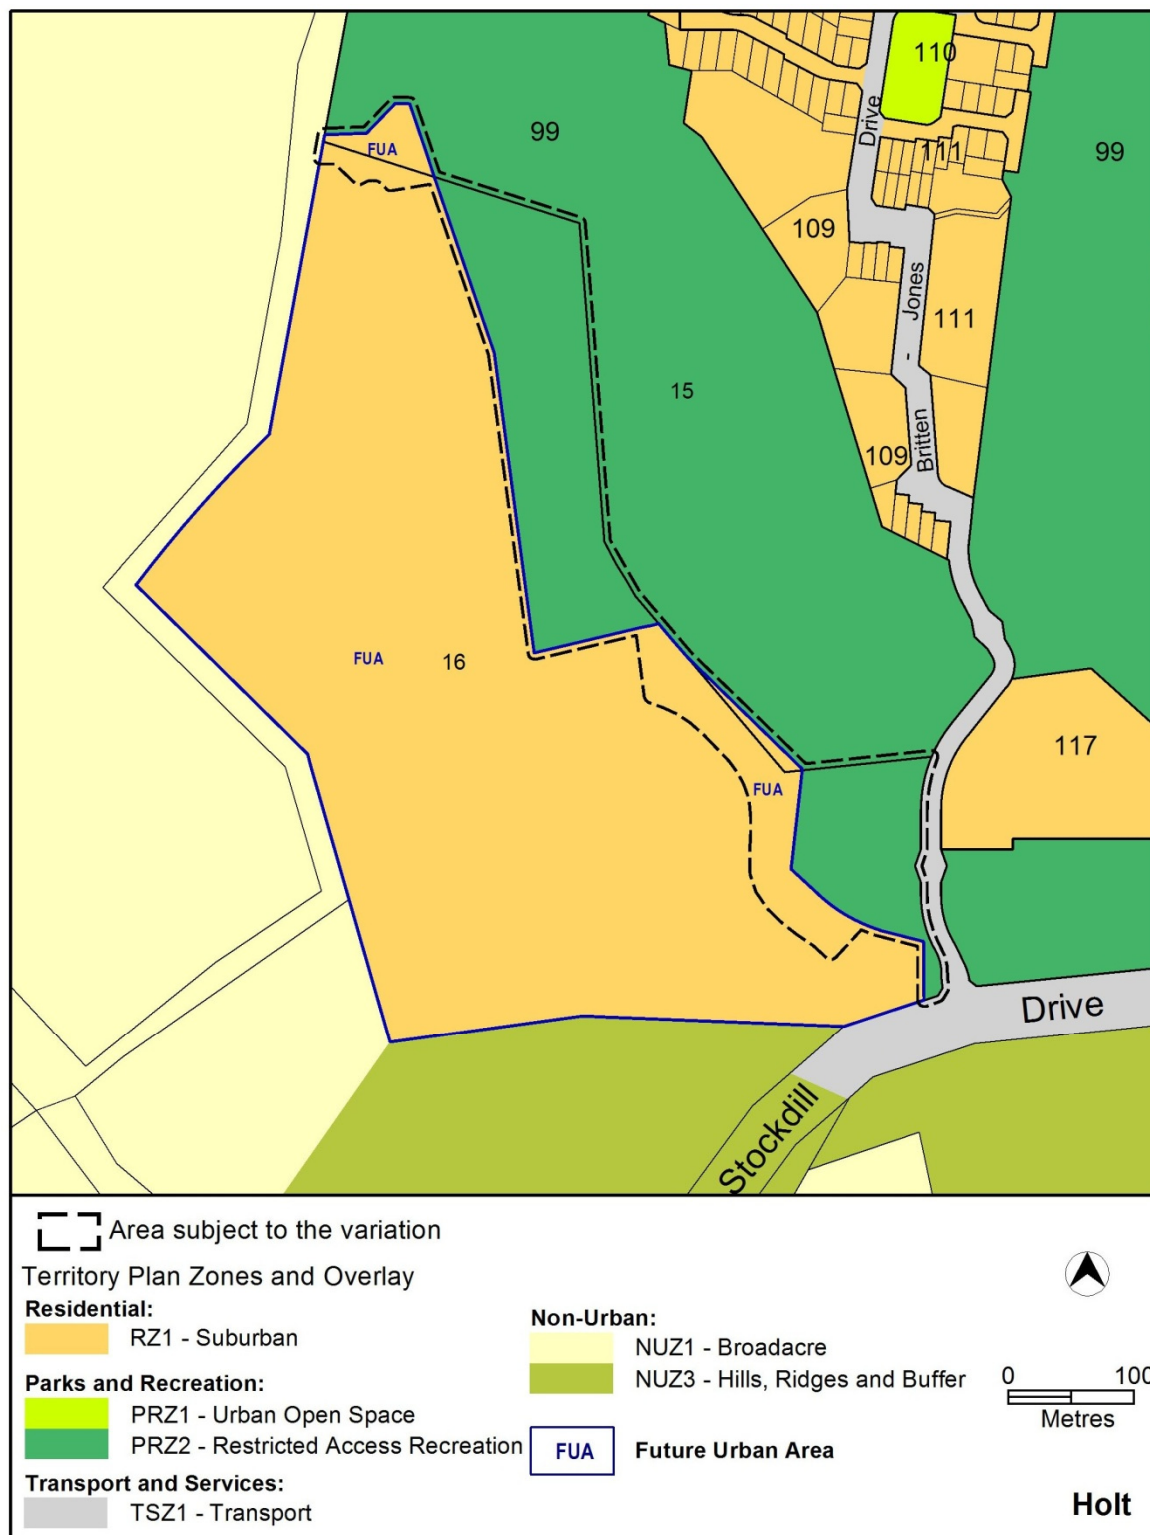 110
99
FUA
Drive
111
99
109
Jones
111
15
-
109
Britten
FUA
16
117
FUA
Drive
Stockdill
Area subject to the variation
Territory Plan Zones and Overlay
Residential:
RZ1 - Suburban
Parks and Recreation:
PRZ1 - Urban Open Space
PRZ2 - Restricted Access Recreation
Transport and Services:
TSZ1 - Transport
Non-Urban:
NUZ1 - Broadacre
NUZ3 - Hills, Ridges and Buffer
FUA Future Urban Area
0 100
Metres
Holt